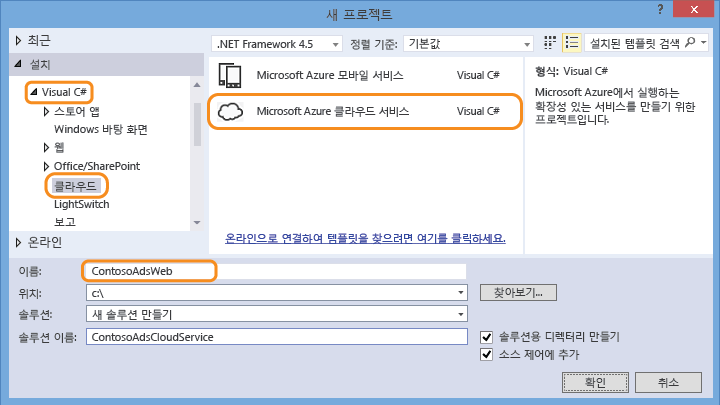 새 프로젝트
? ×
최근
.NET Framework 4.5 정렬 기준: 기본값 설치된 템플릿 검색
설치
Visual C#
스토어 앱
Windows 바탕 화면
웹
Office/SharePoint
클라우드
LightSwitch
보고
온라인
Microsoft Azure 모바일 서비스 Visual C#
Microsoft Azure 클라우드 서비스 Visual C#
온라인으로 연결하여 템플릿을 찾으려면 여기를 클릭하세요.
형식: Visual C#
Microsoft Azure에서 실행하는
확장성 있는 서비스를 만들기 위한
프로젝트입니다.
이름: ContosoAdsWeb
위치: c:\ 찾아보기...
솔루션: 새 솔루션 만들기
솔루션 이름: ContosoAdsCloudService
솔루션용 디렉터리 만들기
소스 제어에 추가
확인 취소